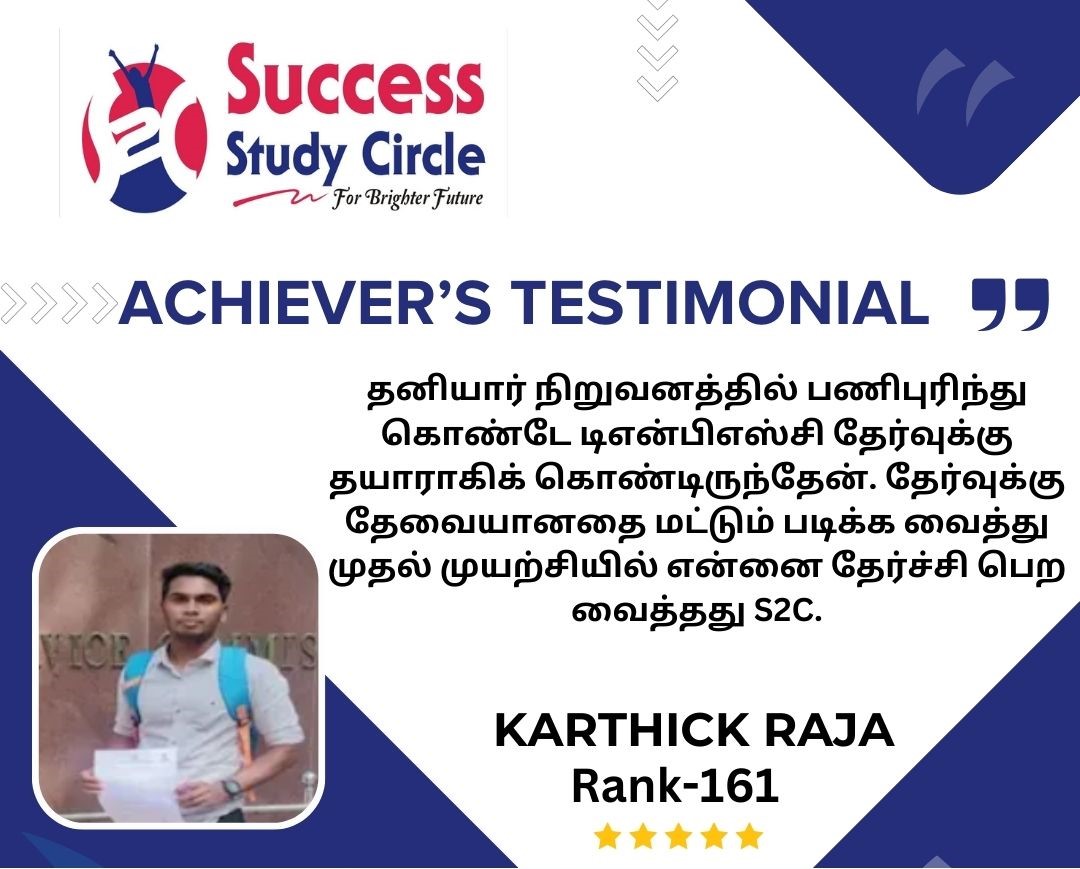 S2C
Success
Study Circle
For Brighter Future
ACHIEVER’S TESTIMONIAL
தனியார் நிறுவனத்தில் பணிபுரிந்து
கொண்டே டிஎன்பிஎஸ்சி தேர்வுக்கு
தயாராகிக் கொண்டிருந்தேன். தேர்வுக்கு
தேவையானதை மட்டும் படிக்க வைத்து
முதல் முயற்சியில் என்னை தேர்ச்சி பெற
வைத்தது S2C.
KARTHICK RAJA
Rank-161